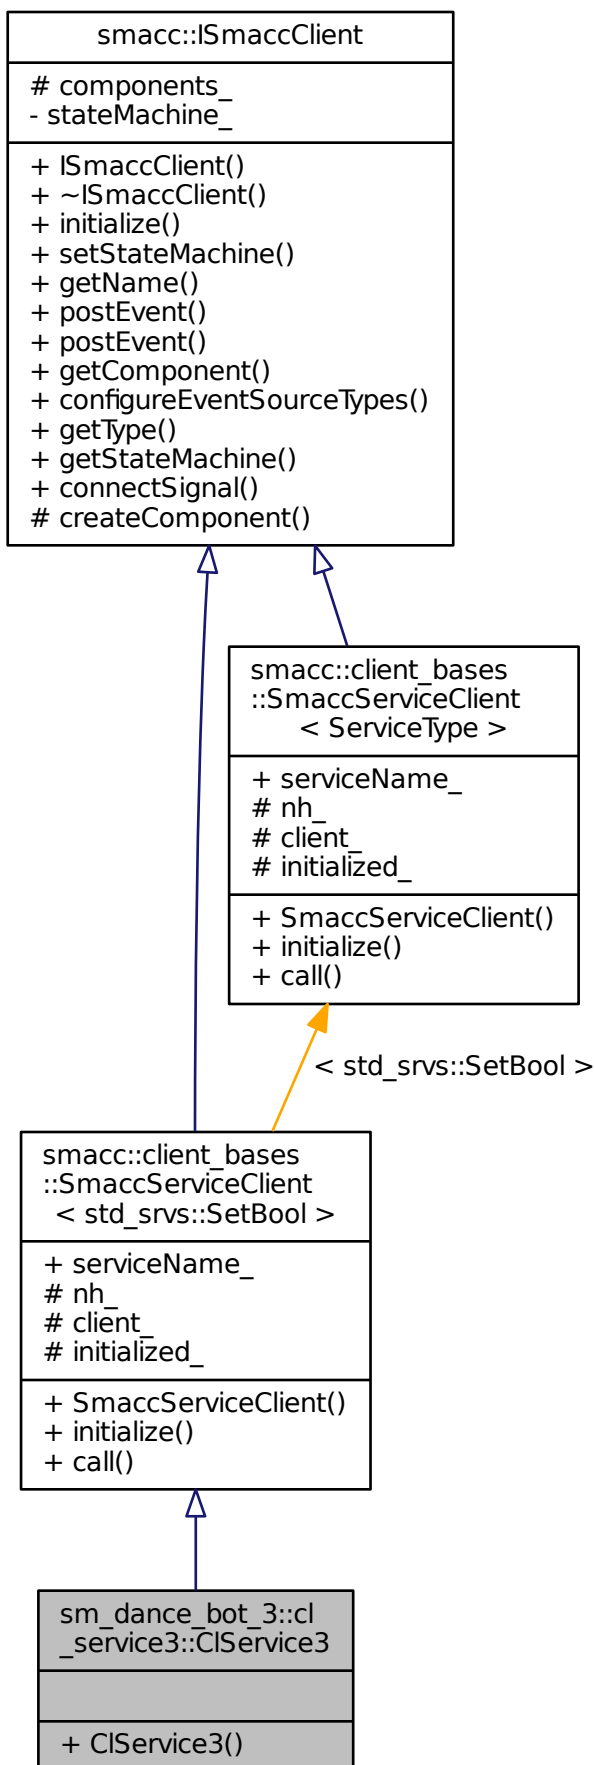 smacc::ISmaccClient
# components_
- stateMachine_
+ ISmaccClient()
+ ~ISmaccClient()
+ initialize()
+ setStateMachine()
+ getName()
+ postEvent()
+ postEvent()
+ getComponent()
+ configureEventSourceTypes()
+ getType()
+ getStateMachine()
+ connectSignal()
# createComponent()
smacc::client_bases
::SmaccServiceClient
< ServiceType >
+ serviceName_
# nh_
# client_
# initialized_
+ SmaccServiceClient()
+ initialize()
+ call()
< std_srvs::SetBool >
smacc::client_bases
::SmaccServiceClient
< std_srvs::SetBool >
+ serviceName_
# nh_
# client_
# initialized_
+ SmaccServiceClient()
+ initialize()
+ call()
sm_dance_bot_3::cl
_service3::ClService3
+ ClService3()